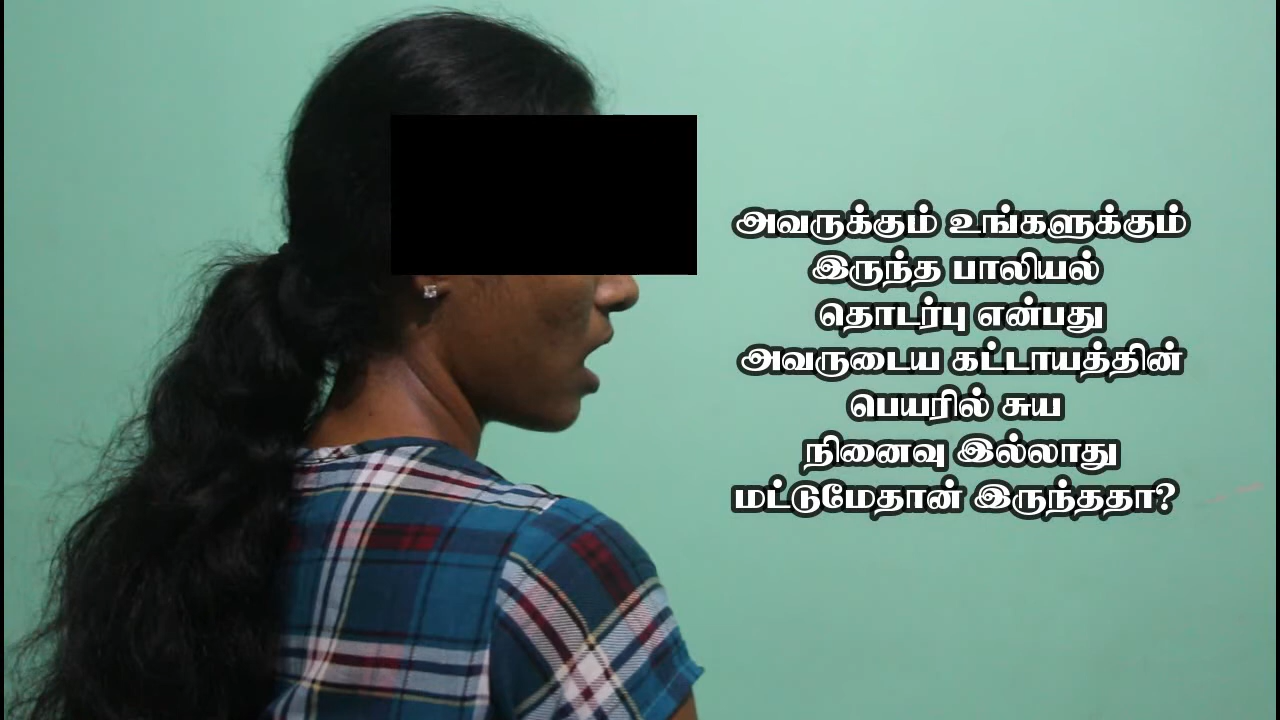 அவருக்கும் உங்களுக்கும்
இருந்த பாலியல்
தொடர்பு என்பது
அவருடைய கட்டாயத்தின்
பெயரில் சுய
நினைவு இல்லாது
மட்டுமேதான் இருந்ததா?